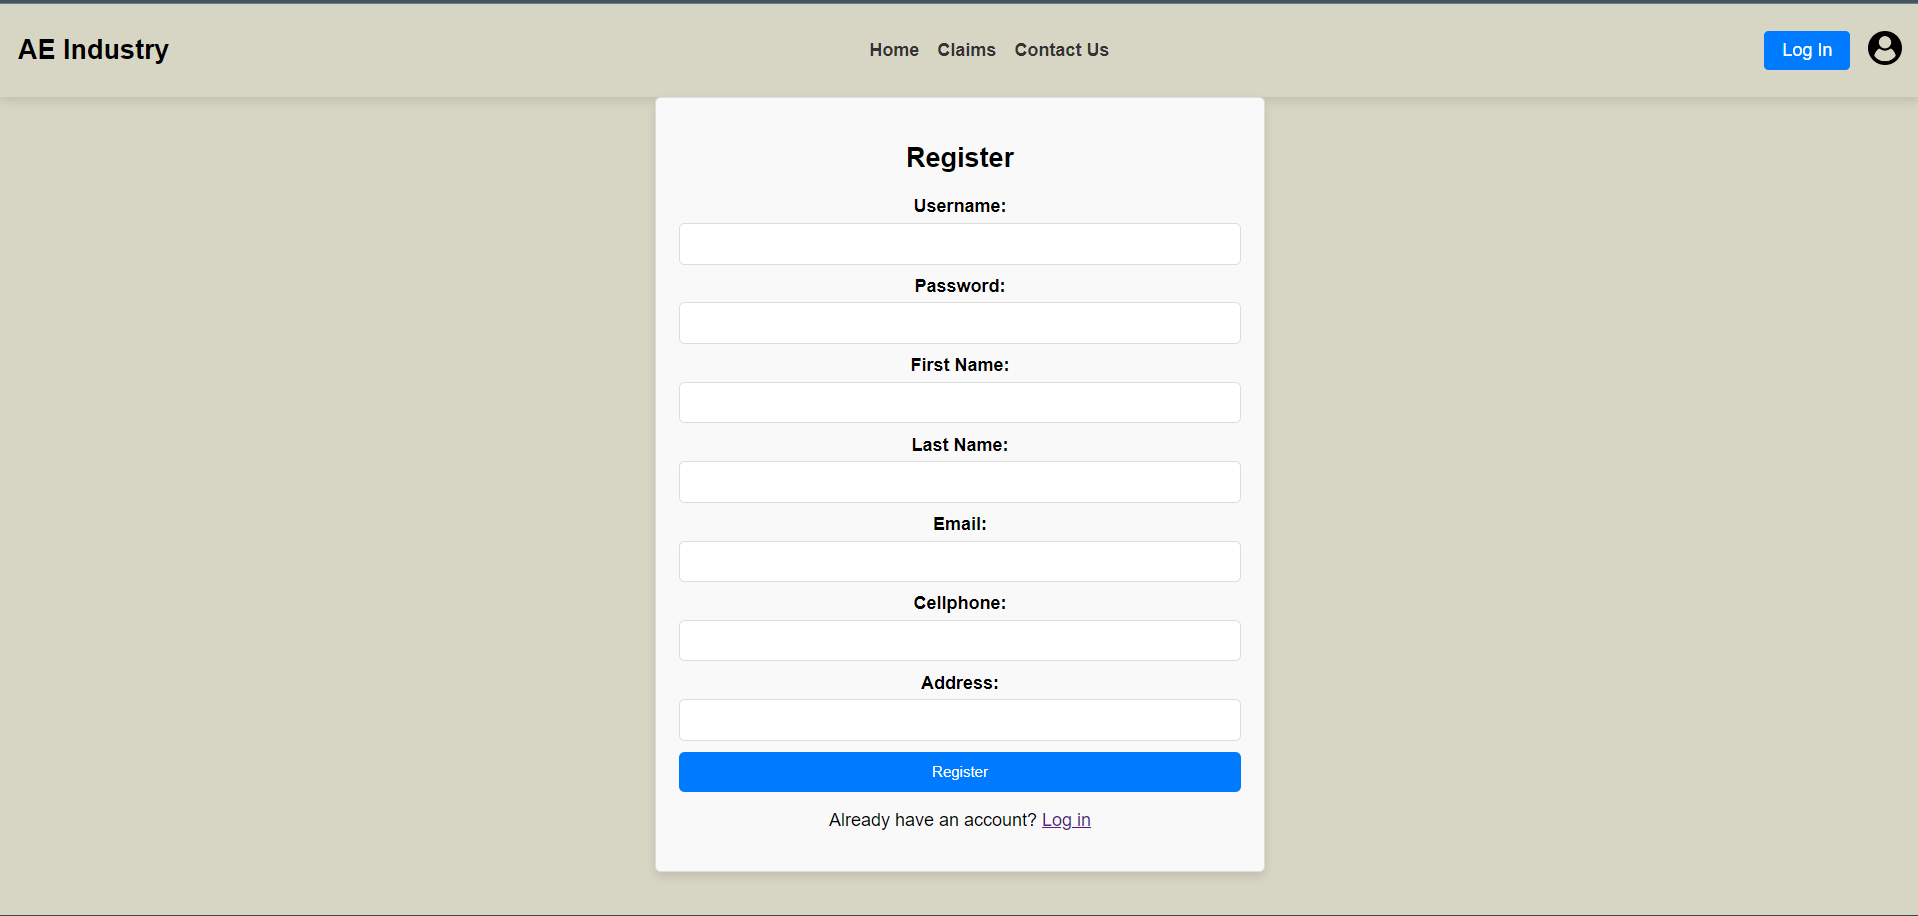 AE Industry
Home Claims Contact Us
Log In
Register
Username:
Password:
First Name:
Last Name:
Email:
Cellphone:
Address:
Register
Already have an account? Log in